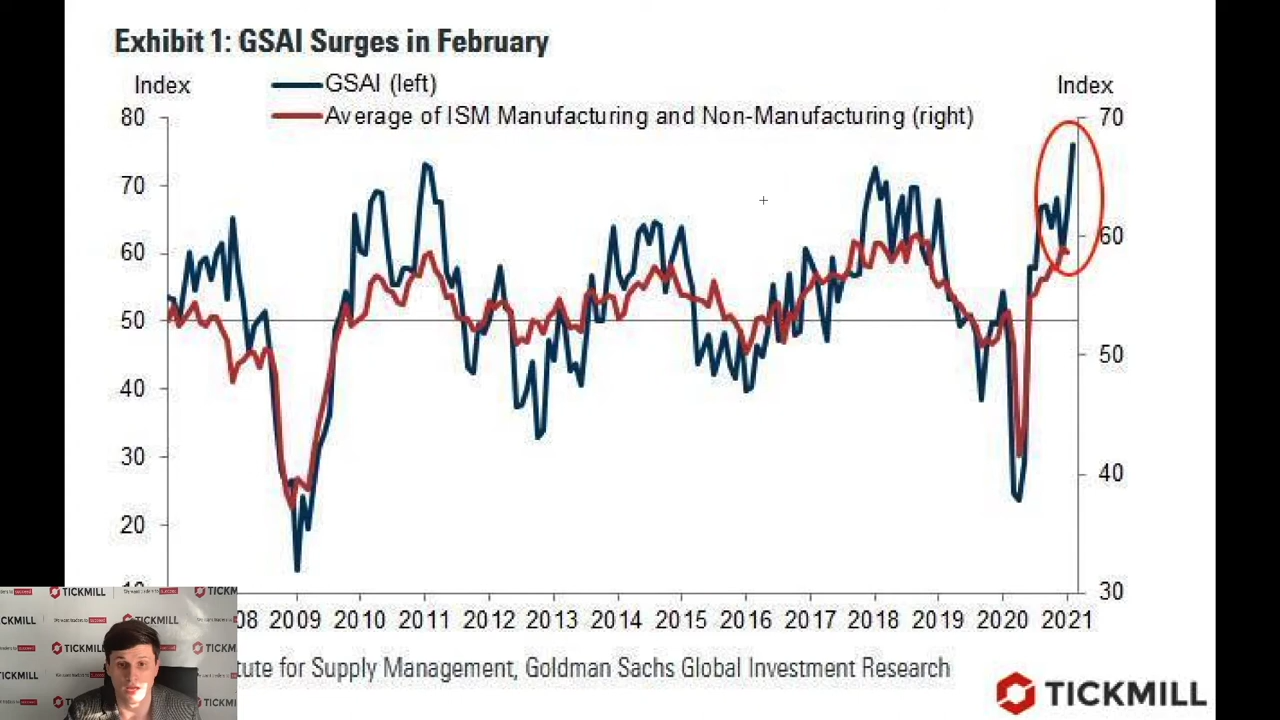 Exhibit 1: GSAI Surges in February
Index
GSAI (left)
Index
Average of ISM Manufacturing and Non-Manufacturing (right)
80
70
60
50
40
30
20
70
60
50
40
30
08 2009 2010 2011 2012 2013 2014 2015 2016 2017 2018 2019 2020 2021
tute for Supply Management, Goldman Sachs Global Investment Research
TICKMILL
TICKMILL